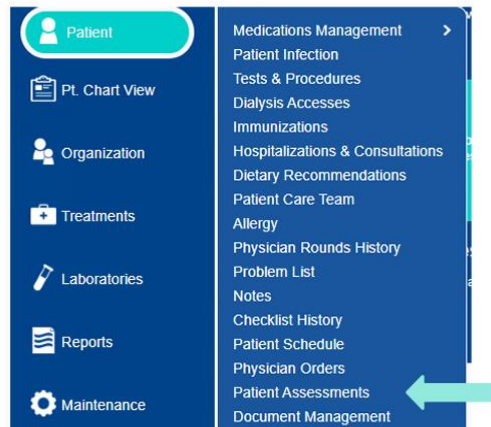 Patient
Pt. Chart View
Organization
Treatments
Laboratories
Reports
Maintenance
Medications Management >
Patient Infection
Tests & Procedures
Dialysis Accesses
Immunizations
Hospitalizations & Consultations
Dietary Recommendations
Patient Care Team
Allergy
Physician Rounds History
Problem List
Notes
Checklist History
Patient Schedule
Physician Orders
Patient Assessments
Document Management